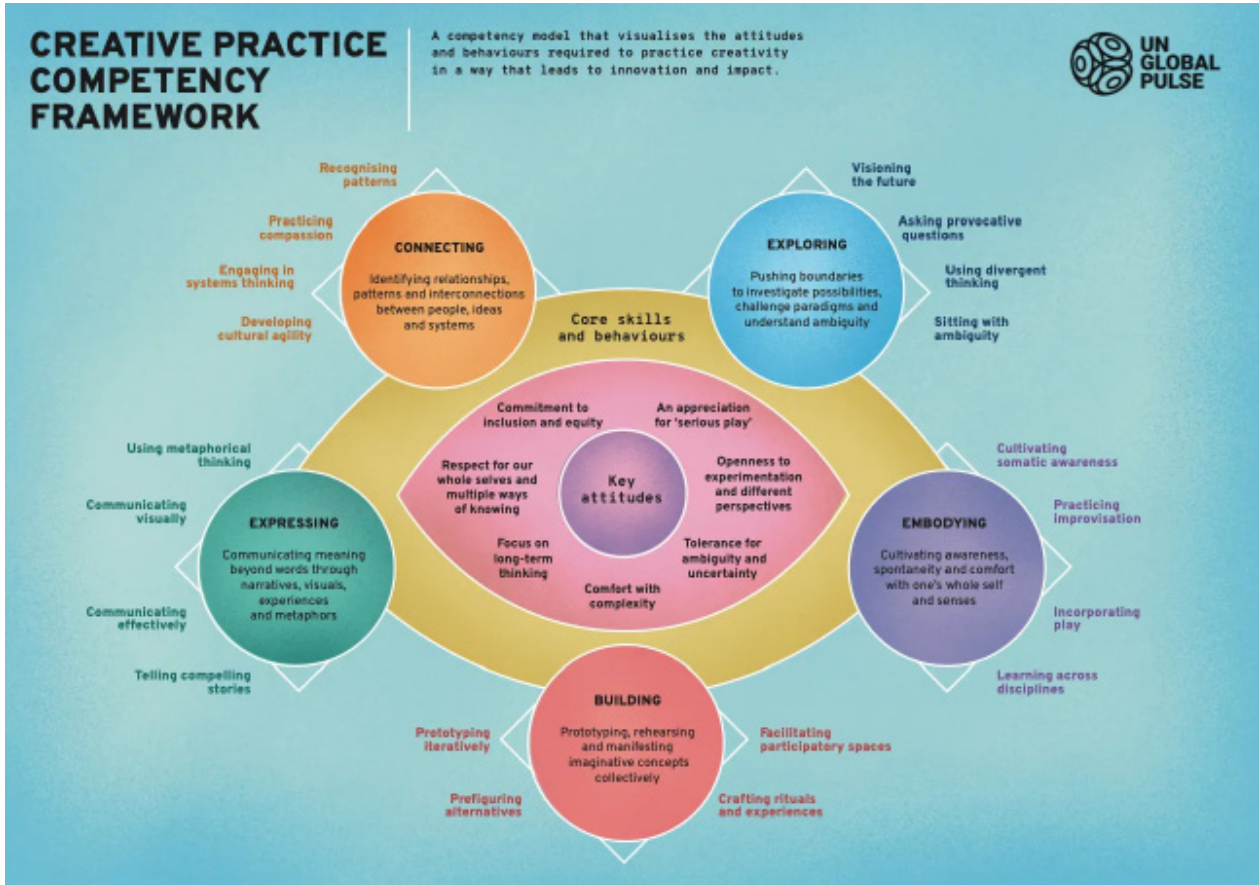 CREATIVE PRACTICE
COMPETENCY
FRAMEWORK
A competency model that visualises the attitudes
and behaviours required to practice creativity
in a way that leads to innovation and impact.
UN
GLOBAL
PULSE
Recognising
patterns
Practicing
compassion
Engaging in
systems thinking
Developing
cultural agility
CONNECTING
Identifying relationships,
patterns and interconnections
between people, ideas
and systems
EXPLORING
Pushing boundaries
to investigate possibilities,
challenge paradigms and
understand ambiguity
Visioning
the future
Asking provocative
questions
Using divergent
thinking
Sitting with
ambiguity
Core skills
and behaviours
Commitment to
inclusion and equity
An appreciation
for 'serious play'
Respect for our
whole selves and
multiple ways
of knowing
Key
attitudes
Openness to
experimentation
and different
perspectives
Focus on
long-term
thinking
Comfort with
complexity
Tolerance for
ambiguity and
uncertainty
Using metaphorical
thinking
Communicating
visually
Communicating
effectively
Telling compelling
stories
EXPRESSING
Communicating meaning
beyond words through
narratives, visuals,
experiences
and metaphors
EMBODYING
Cultivating awareness,
spontaneity and comfort
with one's whole self
and senses
Cultivating
somatic awareness
Practicing
improvisation
Incorporating
play
Learning across
disciplines
BUILDING
Prototyping, rehearsing
and manifesting
imaginative concepts
collectively
Prototyping
iteratively
Prefiguring
alternatives
Facilitating
participatory spaces
Crafting rituals
and experiences